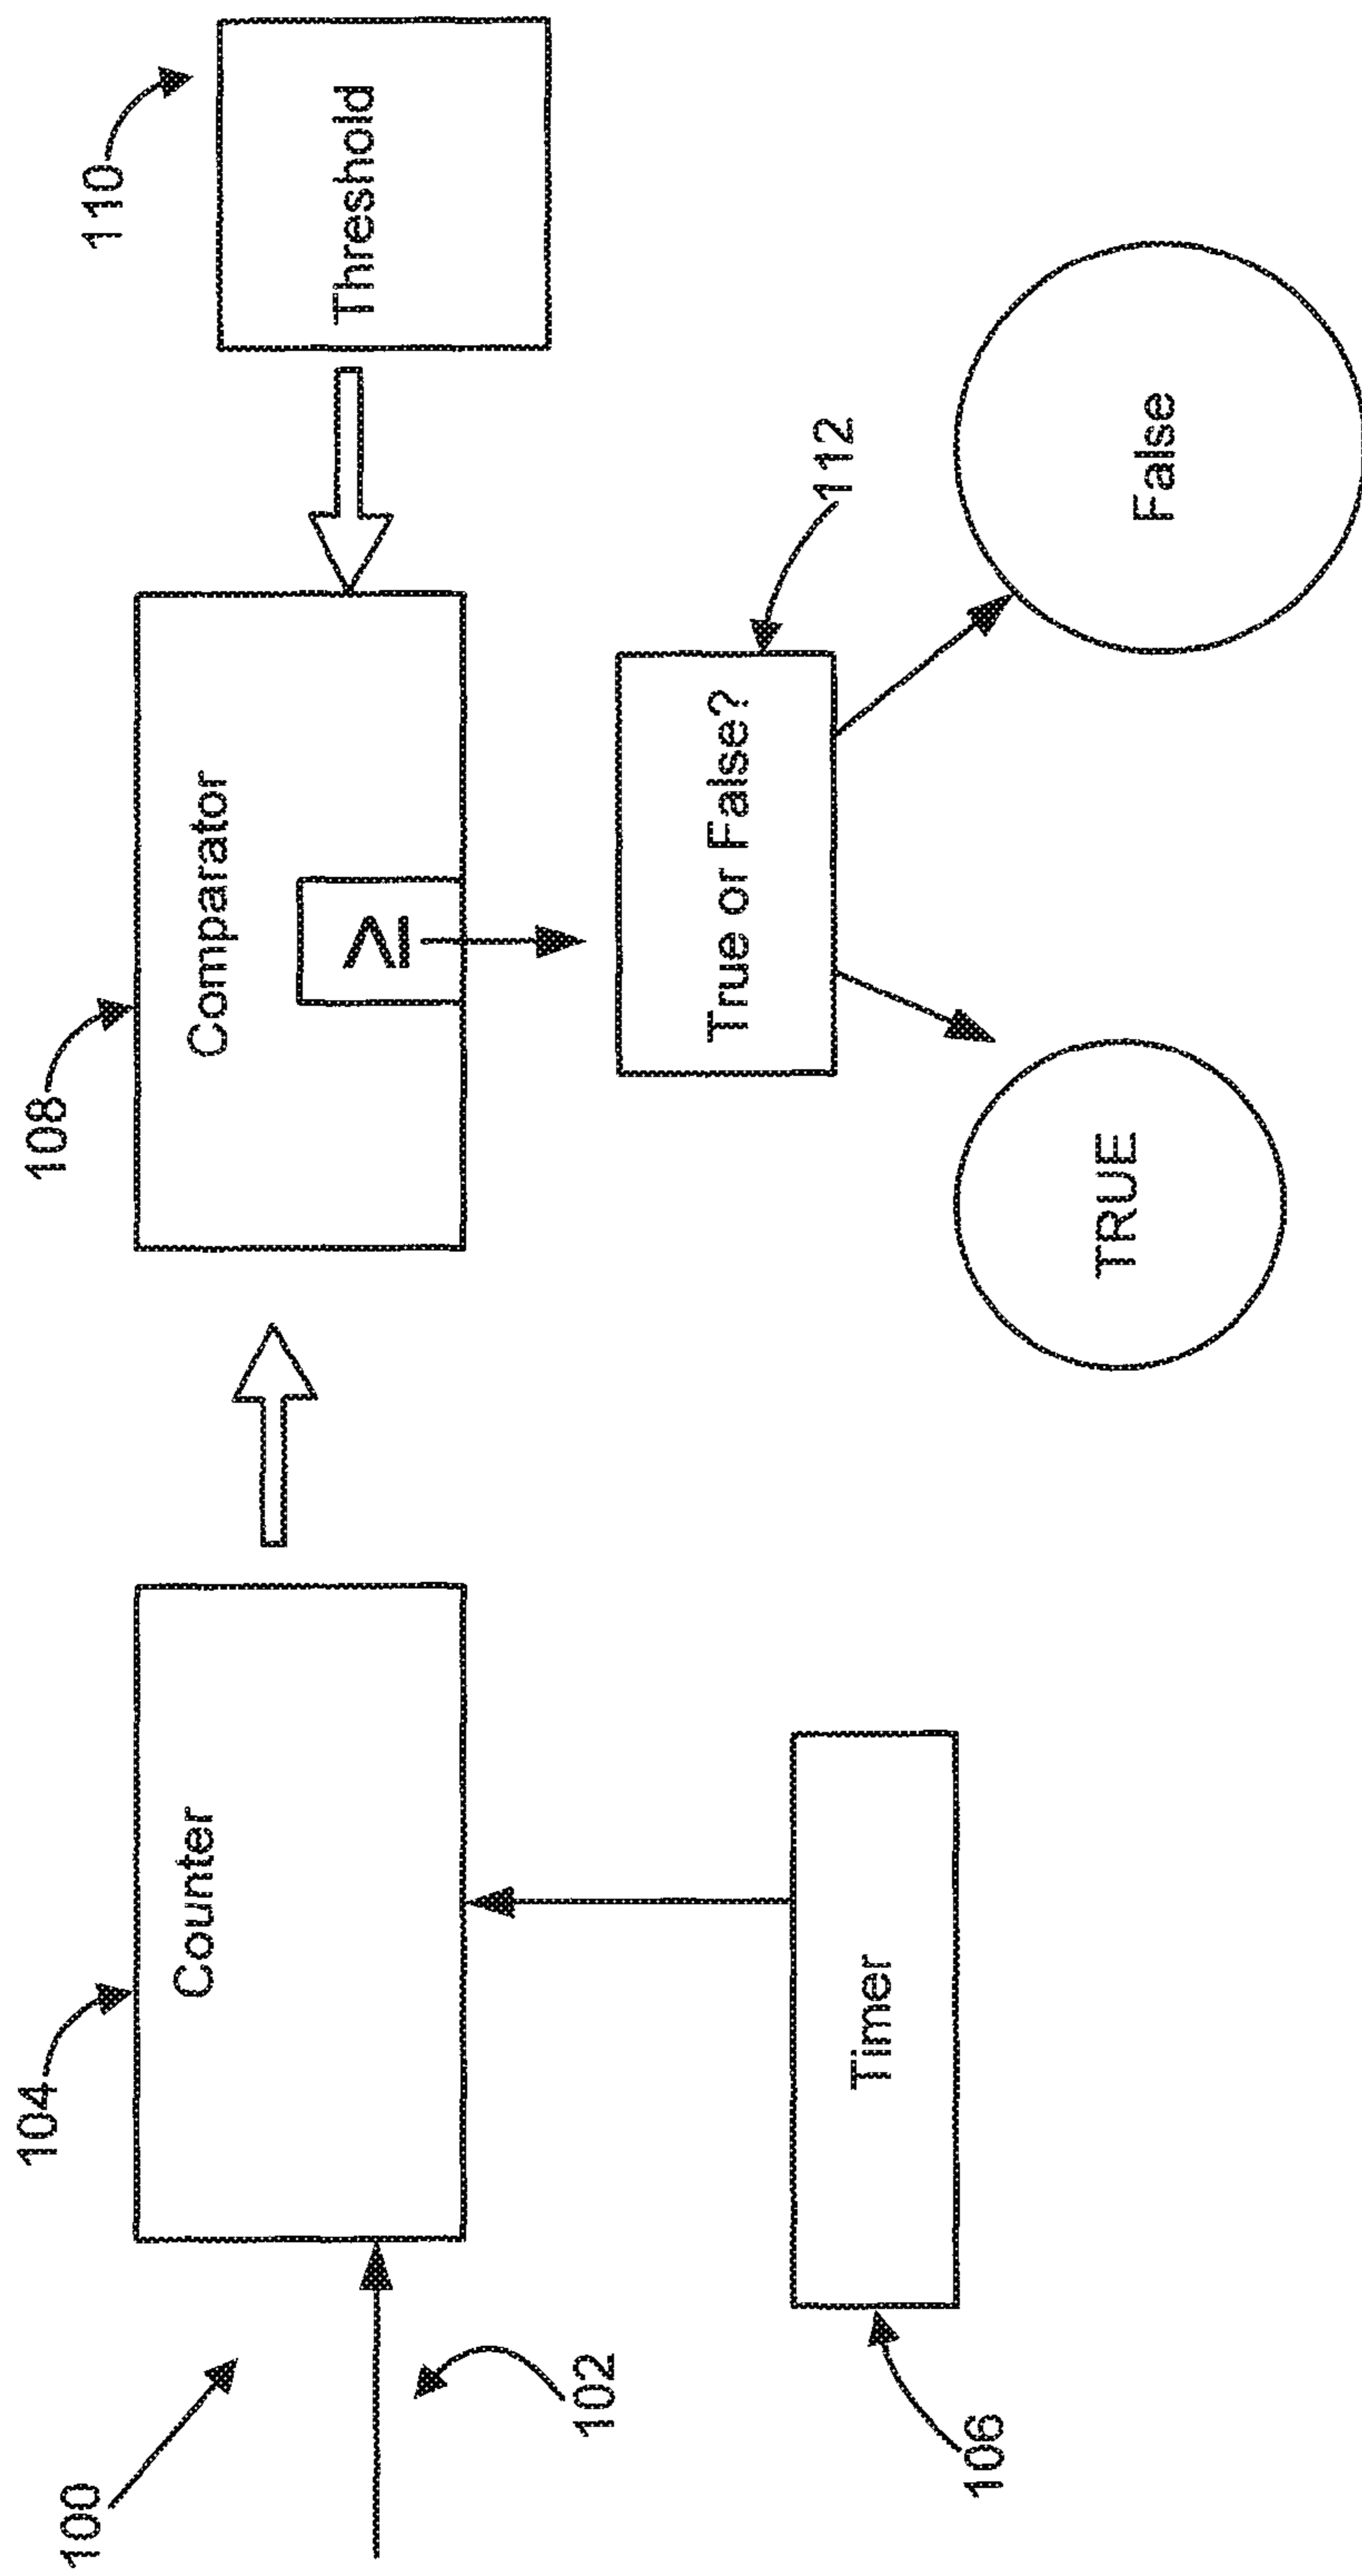 100
102
104
Counter
106
Timer
108
Comparator
≥
110
Threshold
112
True or False?
TRUE
False